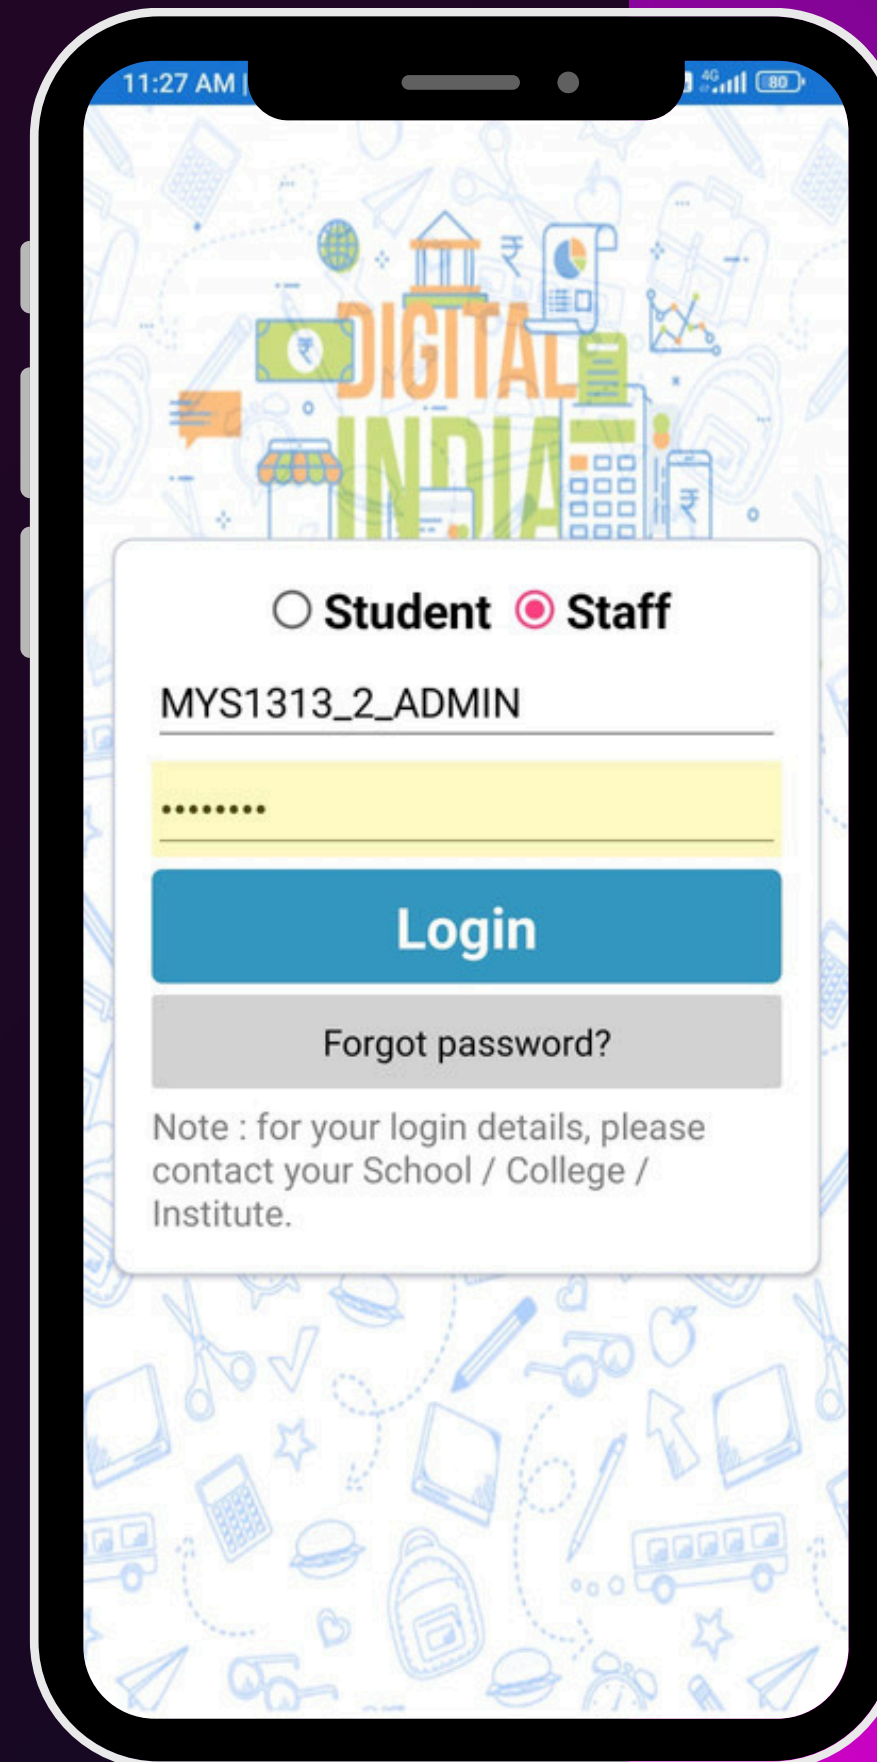 11:27 AM |
4G
80
₹
DIGITAL
₹
INDIA
₹
Student Staff
MYS1313_2_ADMIN
••••••••
Login
Forgot password?
Note : for your login details, please
contact your School / College /
Institute.